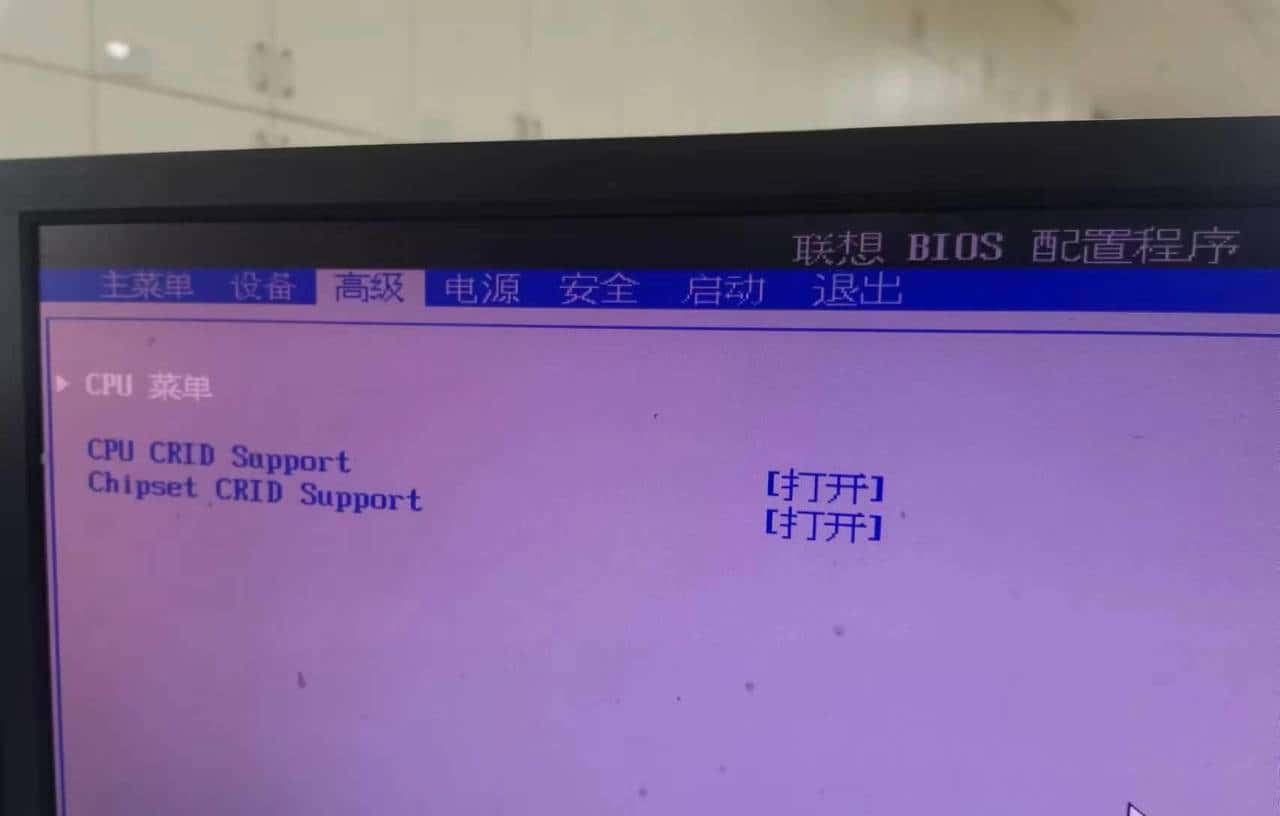 联想 BIOS 配置程序
主菜单 设备 高级 电源 安全 启动 退出
CPU 菜单
CPU CRID Support [打开]
Chipset CRID Support [打开]